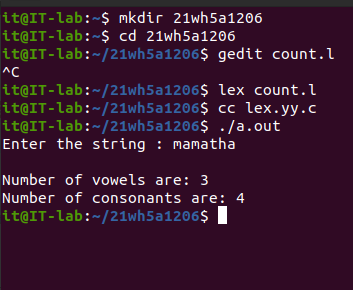 it@IT-lab:~$ mkdir 21wh5a1206
it@IT-lab:~$ cd 21wh5a1206
it@IT-lab:~/21wh5a1206$ gedit count.l
^C
it@IT-lab:~/21wh5a1206$ lex count.l
it@IT-lab:~/21wh5a1206$ cc lex.yy.c
it@IT-lab:~/21wh5a1206$ ./a.out
Enter the string : mamatha
Number of vowels are: 3
Number of consonants are: 4
it@IT-lab:~/21wh5a1206$